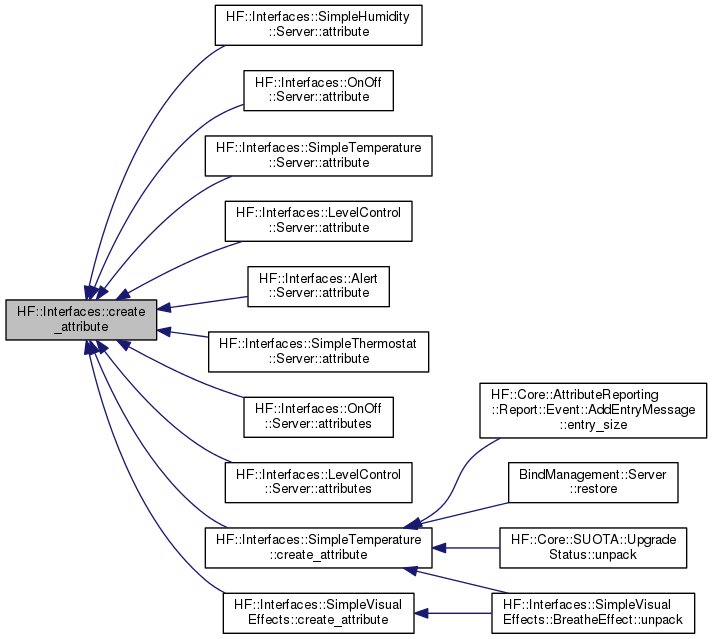 HF::Interfaces::SimpleHumidity
::Server::attribute
HF::Interfaces::OnOff
::Server::attribute
HF::Interfaces::SimpleTemperature
::Server::attribute
HF::Interfaces::LevelControl
::Server::attribute
HF::Interfaces::Alert
::Server::attribute
HF::Interfaces::create
_attribute
HF::Interfaces::SimpleThermostat
::Server::attribute
HF::Interfaces::OnOff
::Server::attributes
HF::Interfaces::LevelControl
::Server::attributes
HF::Interfaces::SimpleTemperature
::create_attribute
HF::Interfaces::SimpleVisual
Effects::create_attribute
HF::Core::AttributeReporting
::Report::Event::AddEntryMessage
::entry_size
BindManagement::Server
::restore
HF::Core::SUOTA::Upgrade
Status::unpack
HF::Interfaces::SimpleVisual
Effects::BreatheEffect::unpack